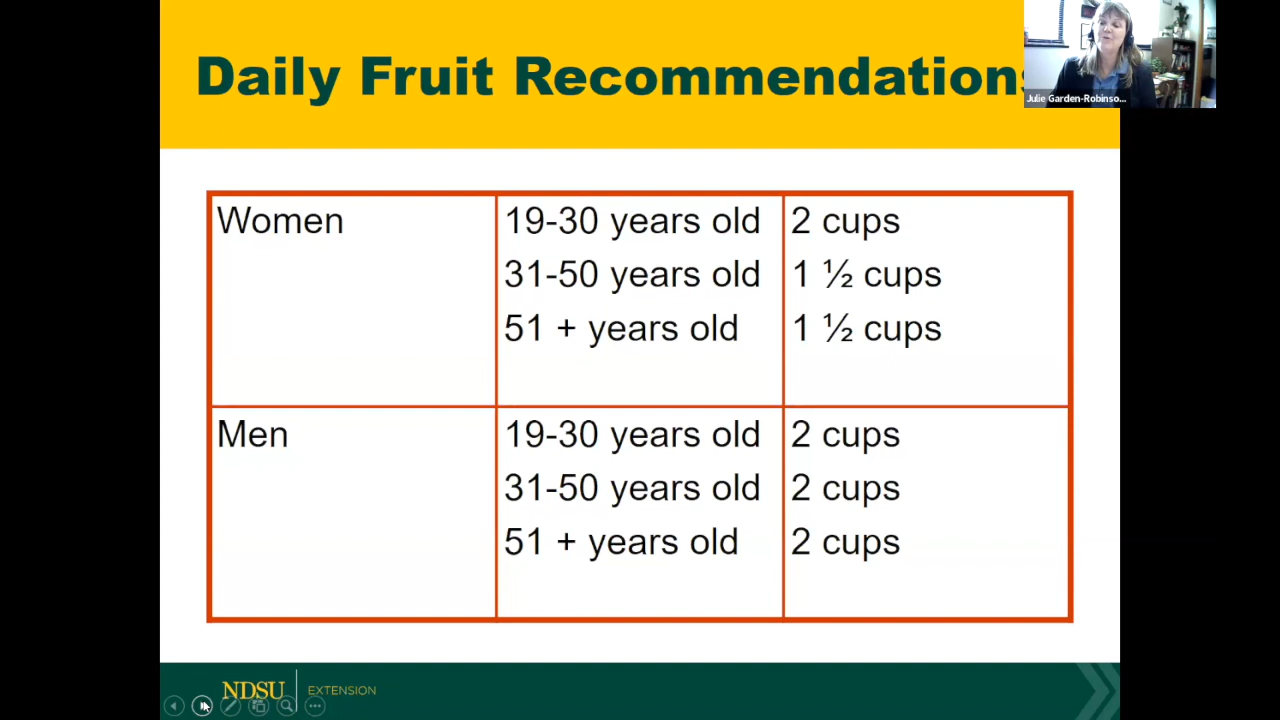 Daily Fruit Recommendations
Julie Garden-Robinso...
Women
19-30 years old
2 cups
31-50 years old
1 ½ cups
51 + years old
1 ½ cups
Men
19-30 years old
2 cups
31-50 years old
2 cups
51 + years old
2 cups
NDSU
EXTENSION